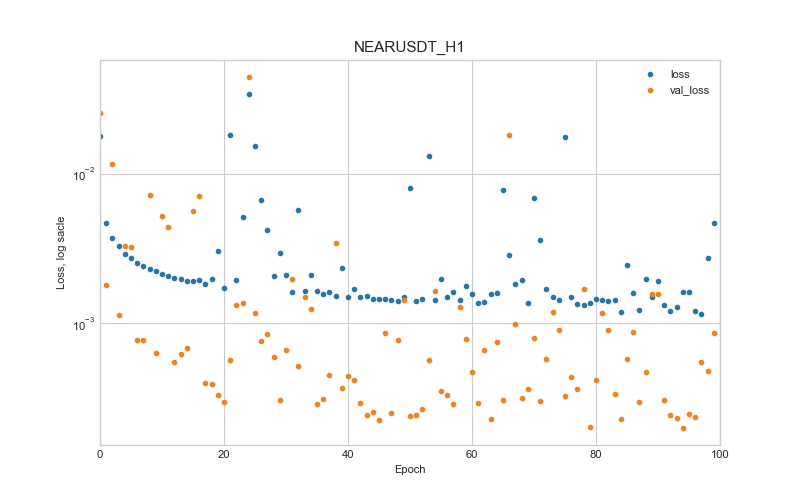 NEARUSDT_H1
loss
val_loss
10⁻²
10⁻³
Loss, log sacle
0 20 40 60 80 100
Epoch